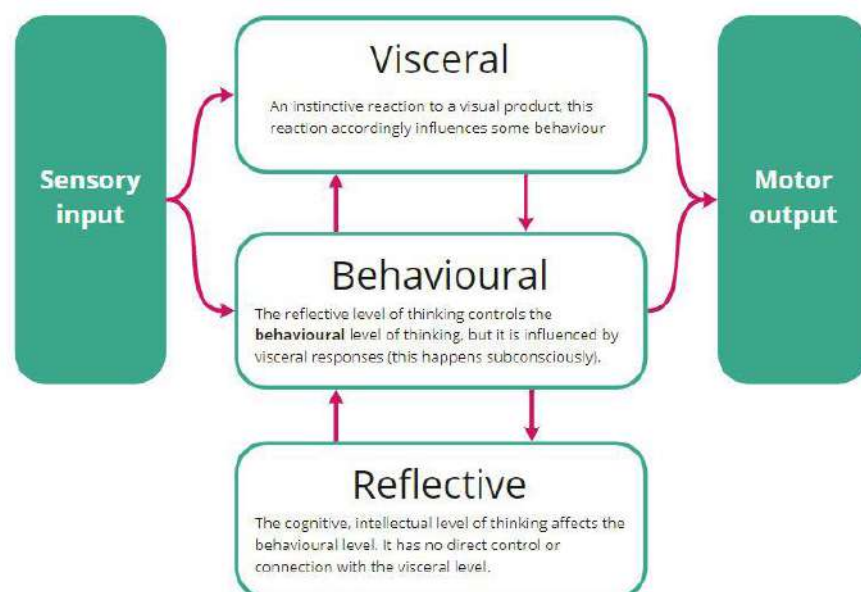 Visceral
An instinctive reaction to a visual product, this
reaction accordingly influences some behaviour
Sensory
input
Motor
output
Behavioural
The reflective level of thinking controls the
behavioural level of thinking, but it is influenced by
visceral responses (this happens subconsciously).
Reflective
The cognitive, intellectual level of thinking affects the
behavioural level. It has no direct control or
connection with the visceral level.